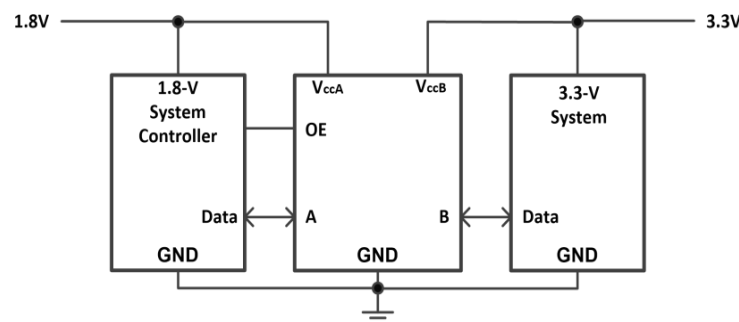 1.8V
3.3V
1.8-V
System
Controller
VccA
VccB
3.3-V
System
OE
Data
A
B
Data
GND
GND
GND